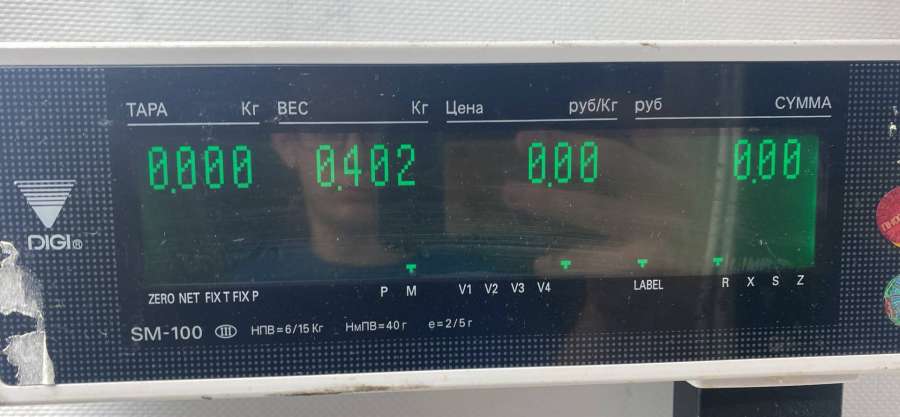 ТАРА Кг ВЕС Кг Цена руб/Кг руб СУММА
0.000 0.402 0.00 0.00
DIGI®
ZERO NET FIX T FIX P P M V1 V2 V3 V4 LABEL R X S Z
SM-100 III НПВ=6/15 Кг НмПВ=40 г e=2/5 г